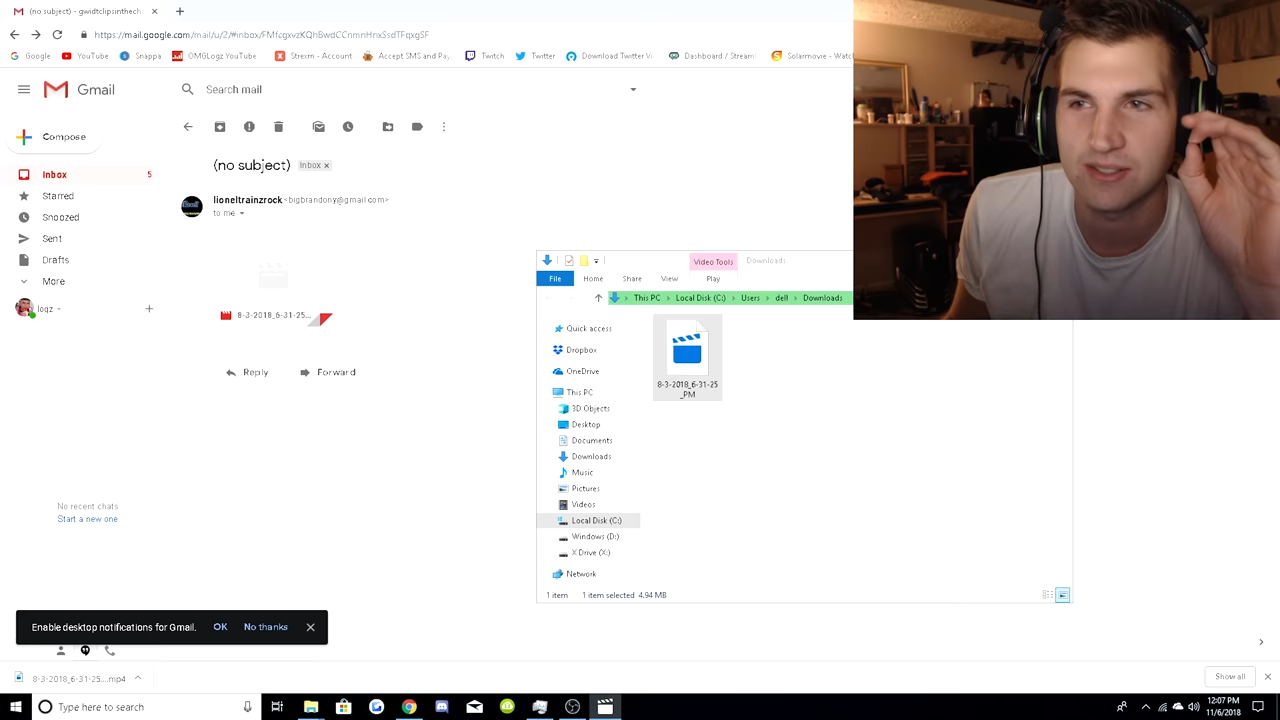 (no subject) - gwidtclipsinthech
https://mail.google.com/mail/u/2/#inbox/FMfcgxvzKQhBwdCCnmnHnxSsdTFqxgSF
Google YouTube Snappa OMGLogz YouTube Strexm - Account Accept SMS and Pay Twitch Twitter Download Twitter Vi Dashboard / Stream Solarmovie - Watc
Gmail
Search mail
Compose
(no subject) Inbox x
Inbox 5
Starred
Snoozed
Sent
Drafts
More
lioneltrainzrock <bigbrandony@gmail.com>
to me
logz
8-3-2018_6-31-25...
Reply Forward
No recent chats
Start a new one
Video Tools Downloads
File Home Share View Play
This PC Local Disk (C:) Users dell Downloads
Quick access
Dropbox
OneDrive
This PC
3D Objects
Desktop
Documents
Downloads
Music
Pictures
Videos
Local Disk (C:)
Windows (D:)
X Drive (X:)
Network
8-3-2018_6-31-25
_PM
1 item 1 item selected 4.94 MB
Enable desktop notifications for Gmail. OK No thanks
8-3-2018_6-31-25....mp4
Show all
Type here to search
12:07 PM
11/6/2018